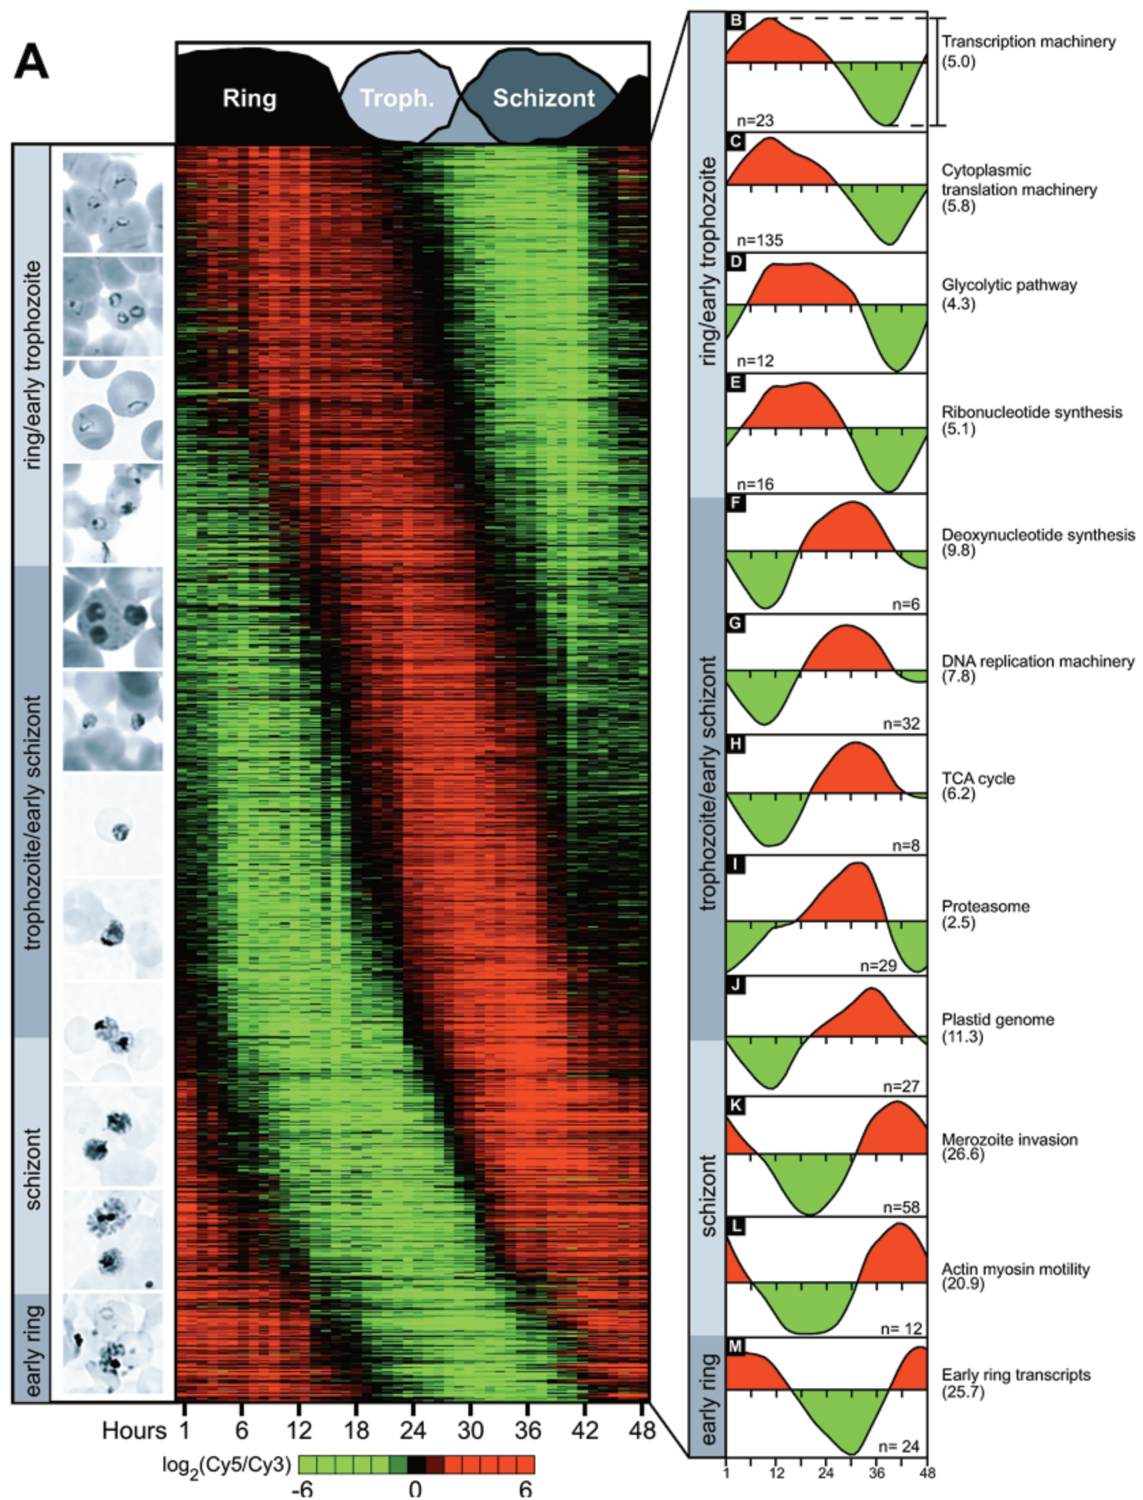 A
Ring
Troph.
Schizont
ring/early trophozoite
trophozoite/early schizont
schizont
early ring
Hours 1 6 12 18 24 30 36 42 48
log2(Cy5/Cy3)
-6 0 6
ring/early trophozoite
trophozoite/early schizont
schizont
early ring
B
n=23
Transcription machinery
(5.0)
C
n=135
Cytoplasmic
translation machinery
(5.8)
D
n=12
Glycolytic pathway
(4.3)
E
n=16
Ribonucleotide synthesis
(5.1)
F
n=6
Deoxynucleotide synthesis
(9.8)
G
n=32
DNA replication machinery
(7.8)
H
n=8
TCA cycle
(6.2)
I
n=29
Proteasome
(2.5)
J
n=27
Plastid genome
(11.3)
K
n=58
Merozoite invasion
(26.6)
L
n= 12
Actin myosin motility
(20.9)
M
n= 24
Early ring transcripts
(25.7)
1 12 24 36 48